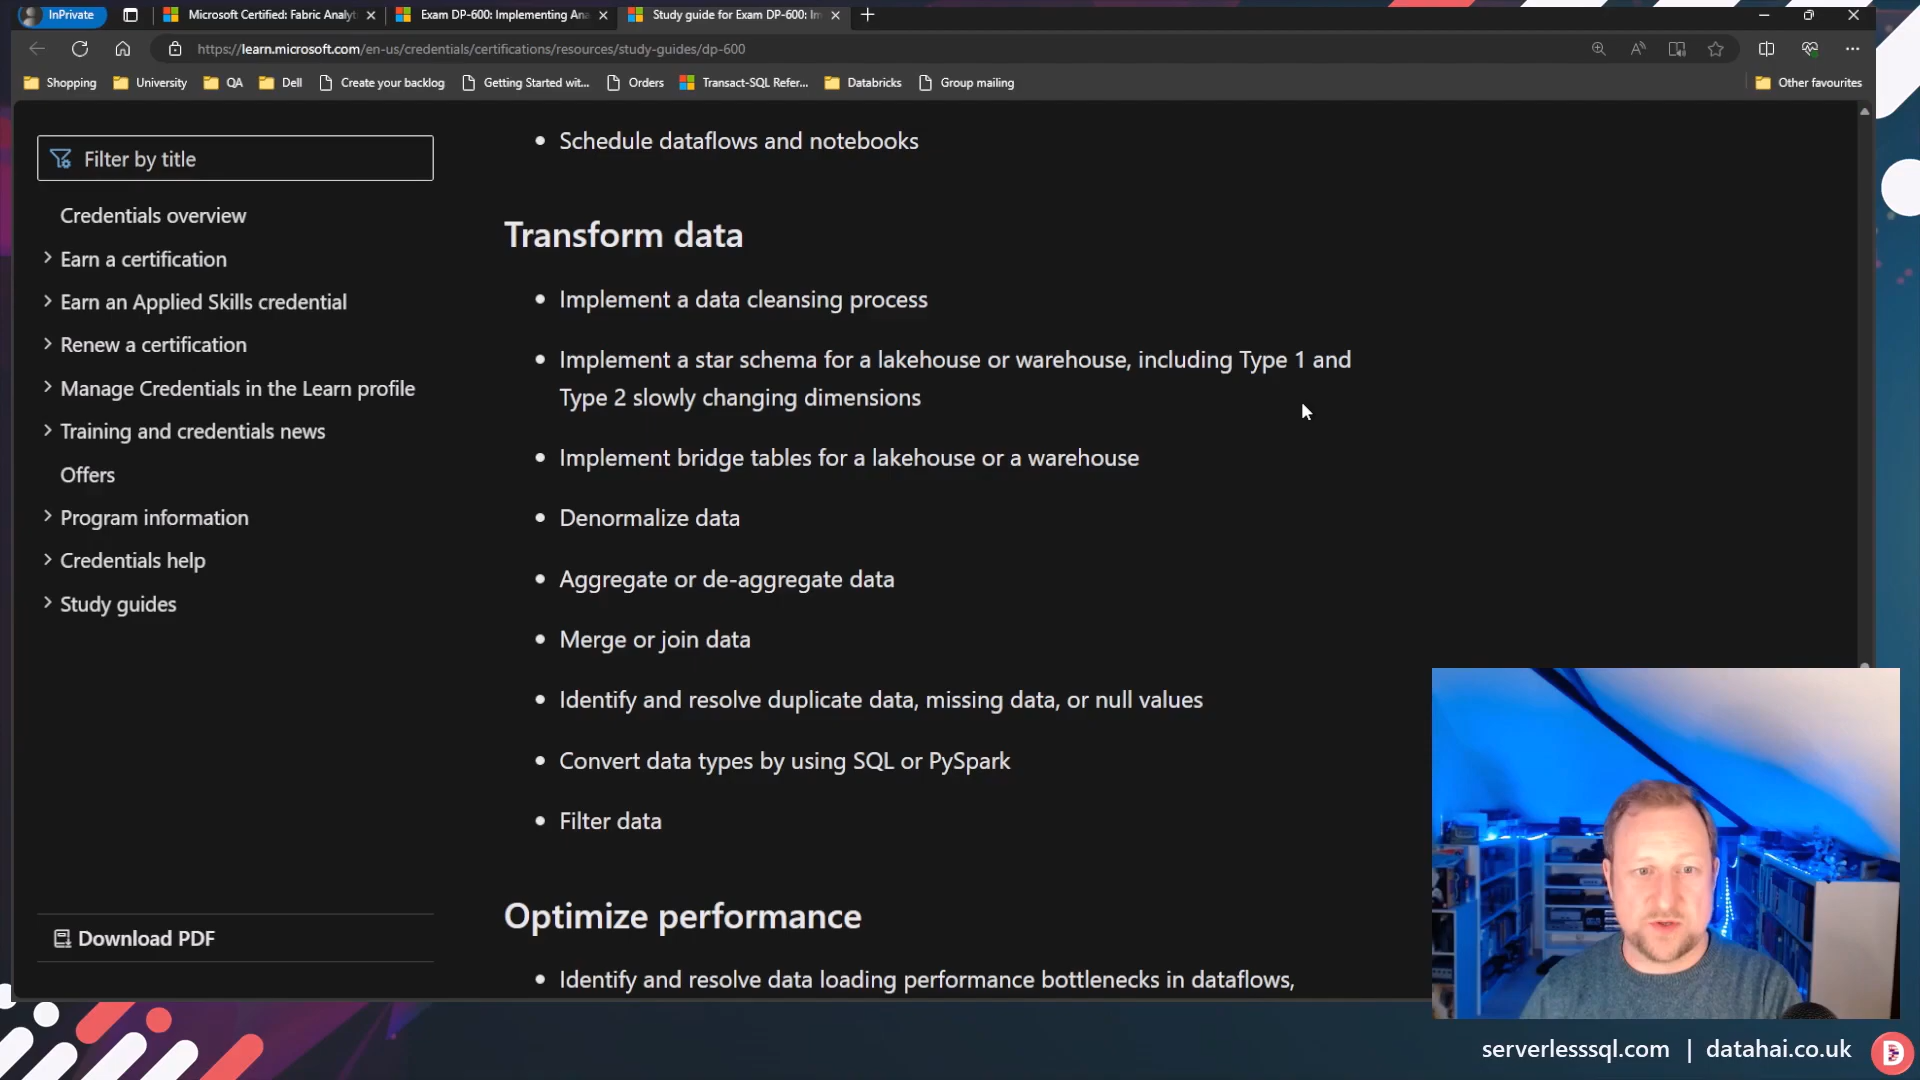 InPrivate
Microsoft Certified: Fabric Analyt
Exam DP-600: Implementing Ana
Study guide for Exam DP-600: Im
https://learn.microsoft.com/en-us/credentials/certifications/resources/study-guides/dp-600
Shopping
University
QA
Dell
Create your backlog
Getting Started wit...
Orders
Transact-SQL Refer...
Databricks
Group mailing
Other favourites
Filter by title
Credentials overview
Earn a certification
Earn an Applied Skills credential
Renew a certification
Manage Credentials in the Learn profile
Training and credentials news
Offers
Program information
Credentials help
Study guides
Download PDF
• Schedule dataflows and notebooks
Transform data
• Implement a data cleansing process
• Implement a star schema for a lakehouse or warehouse, including Type 1 and
Type 2 slowly changing dimensions
• Implement bridge tables for a lakehouse or a warehouse
• Denormalize data
• Aggregate or de-aggregate data
• Merge or join data
• Identify and resolve duplicate data, missing data, or null values
• Convert data types by using SQL or PySpark
• Filter data
Optimize performance
• Identify and resolve data loading performance bottlenecks in dataflows,
serverlesssql.com | datahai.co.uk
D